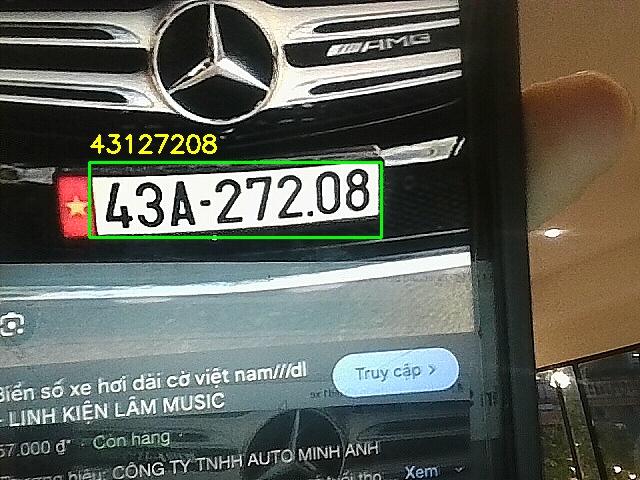 AMG
43127208
43A-272.08
Biển số xe hơi dài cờ việt nam///dl
- LINH KIỆN LÂM MUSIC
Truy cập >
57.000 đ* · Còn hàng
hiệu: CÔNG TY TNHH AUTO MINH ANH
Xem